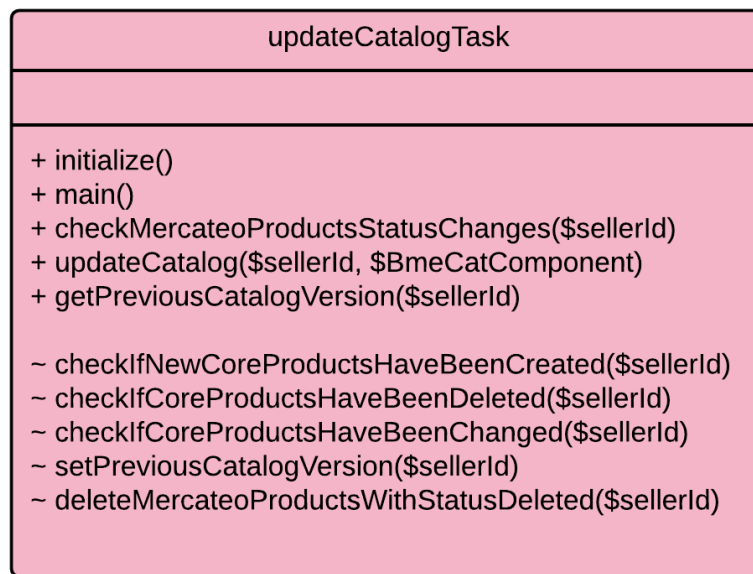 updateCatalogTask
+ initialize()
+ main()
+ checkMercateoProductsStatusChanges($sellerId)
+ updateCatalog($sellerId, $BmeCatComponent)
+ getPreviousCatalogVersion($sellerId)
~ checkIfNewCoreProductsHaveBeenCreated($sellerId)
~ checkIfCoreProductsHaveBeenDeleted($sellerId)
~ checkIfCoreProductsHaveBeenChanged($sellerId)
~ setPreviousCatalogVersion($sellerId)
~ deleteMercateoProductsWithStatusDeleted($sellerId)